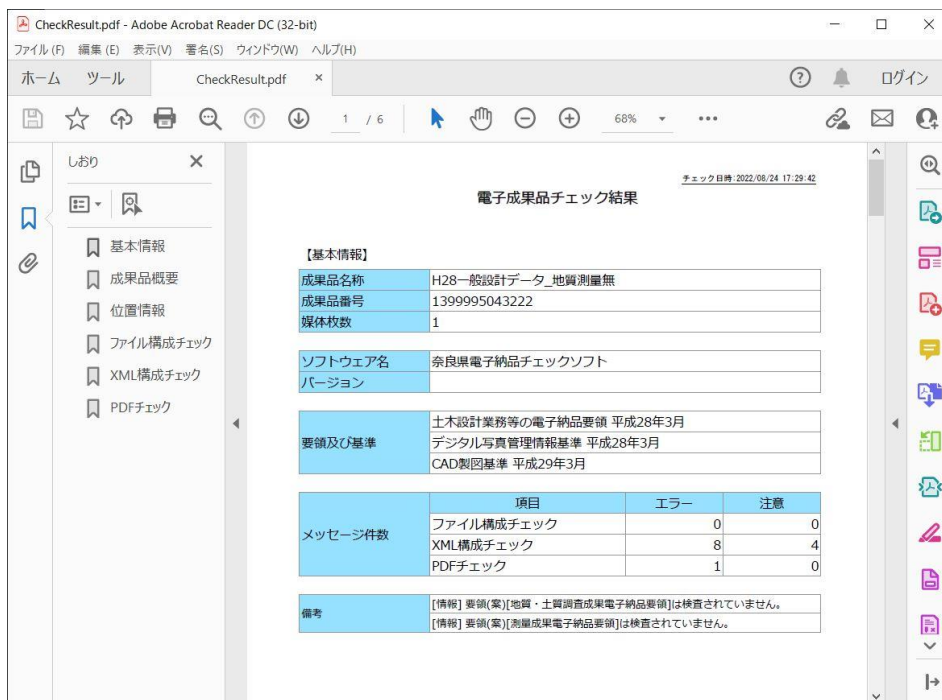 CheckResult.pdf - Adobe Acrobat Reader DC (32-bit)
ファイル(F) 編集(E) 表示(V) 署名(S) ウィンドウ(W) ヘルプ(H)
ホーム ツール CheckResult.pdf × ログイン
1 / 6 68%
しおり
基本情報
成果品概要
位置情報
ファイル構成チェック
XML構成チェック
PDFチェック
チェック日時:2022/08/24 17:29:42
電子成果品チェック結果
【基本情報】
成果品名称 H28一般設計データ_地質測量無
成果品番号 1399995043222
媒体枚数 1
ソフトウェア名 奈良県電子納品チェックソフト
バージョン
要領及び基準
土木設計業務等の電子納品要領 平成28年3月
デジタル写真管理情報基準 平成28年3月
CAD製図基準 平成29年3月
メッセージ件数
項目 エラー 注意
ファイル構成チェック 0 0
XML構成チェック 8 4
PDFチェック 1 0
備考
[情報] 要領(案)[地質・土質調査成果電子納品要領]は検査されていません。
[情報] 要領(案)[測量成果電子納品要領]は検査されていません。